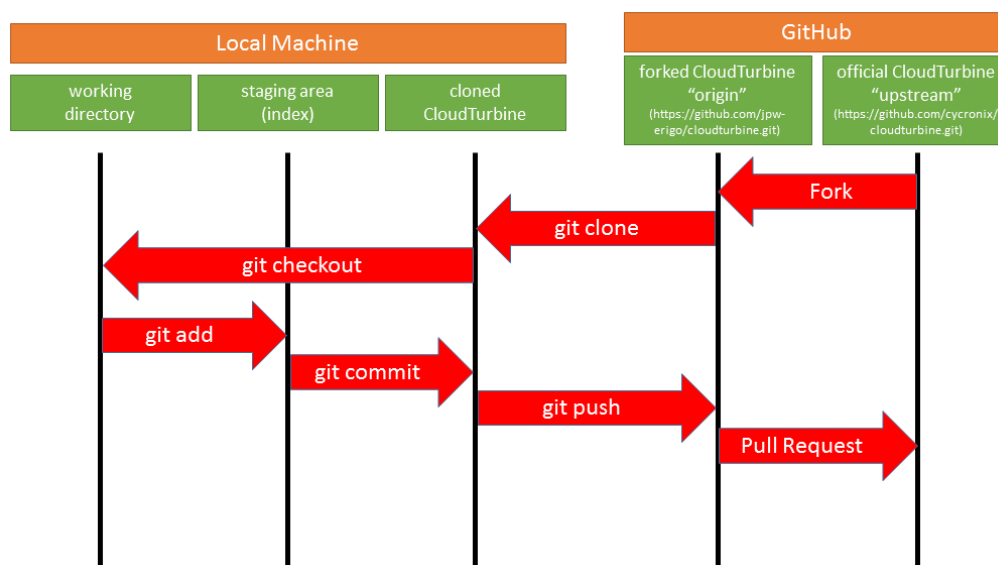 Local Machine
GitHub
working
directory
staging area
(index)
cloned
CloudTurbine
forked CloudTurbine
“origin”
(https://github.com/jpw-
erigo/cloudturbine.git)
official CloudTurbine
“upstream”
(https://github.com/cycronix/
cloudturbine.git)
Fork
git clone
git checkout
git add
git commit
git push
Pull Request